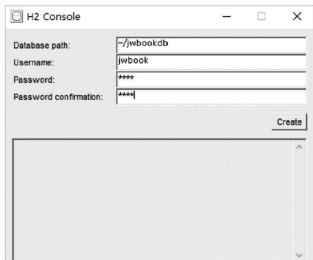 H2 Console
Database path: ~/jwbookdb
Username: jwbook
Password: ****
Password confirmation: ****
Create